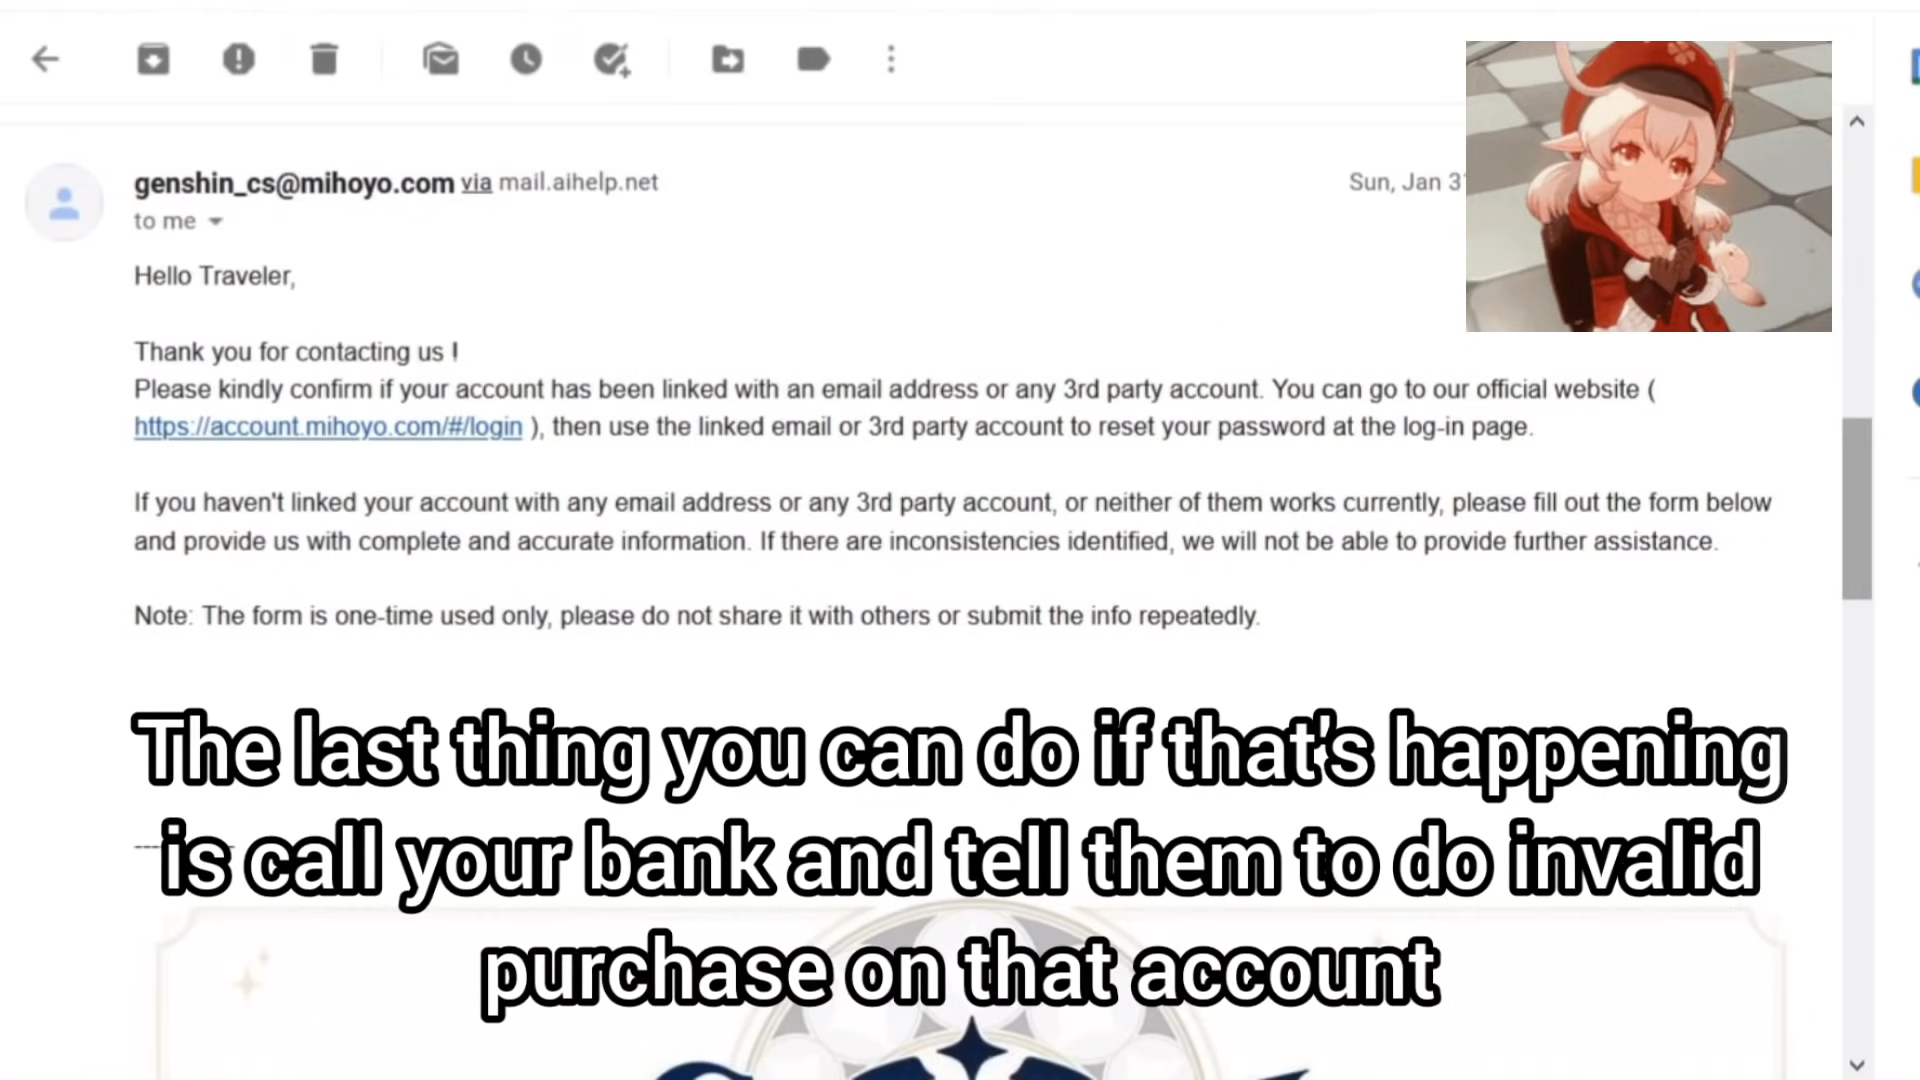 genshin_cs@mihoyo.com via mail.aihelp.net
Sun, Jan 3
to me
Hello Traveler,
Thank you for contacting us !
Please kindly confirm if your account has been linked with an email address or any 3rd party account. You can go to our official website (
https://account.mihoyo.com/#/login ), then use the linked email or 3rd party account to reset your password at the log-in page.
If you haven't linked your account with any email address or any 3rd party account, or neither of them works currently, please fill out the form below
and provide us with complete and accurate information. If there are inconsistencies identified, we will not be able to provide further assistance.
Note: The form is one-time used only, please do not share it with others or submit the info repeatedly.
The last thing you can do if that's happening
is call your bank and tell them to do invalid
purchase on that account